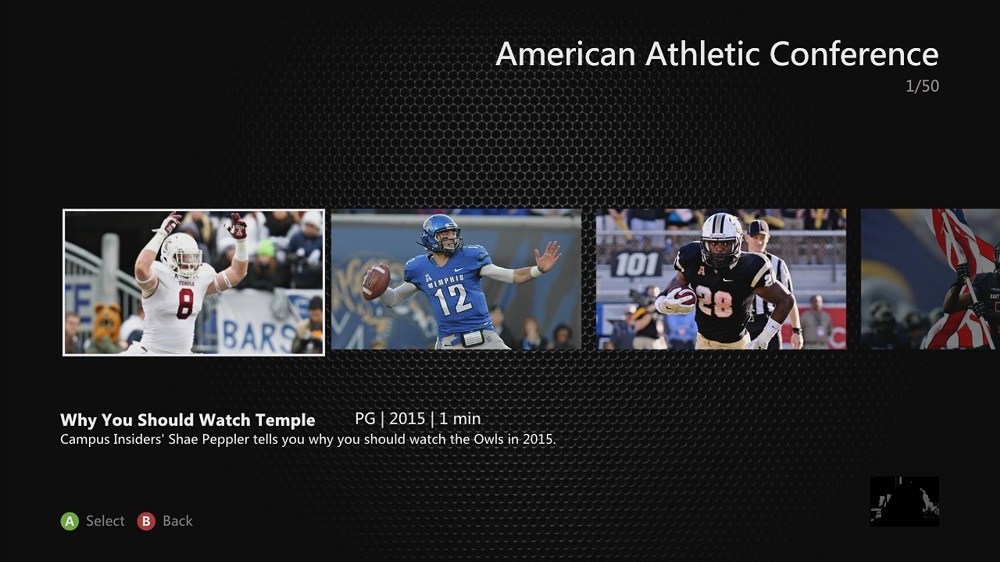 American Athletic Conference
1/50
TEMPLE
8
BARS
MEMPHIS
12
101
28
Why You Should Watch Temple PG | 2015 | 1 min
Campus Insiders' Shae Peppler tells you why you should watch the Owls in 2015.
A Select B Back